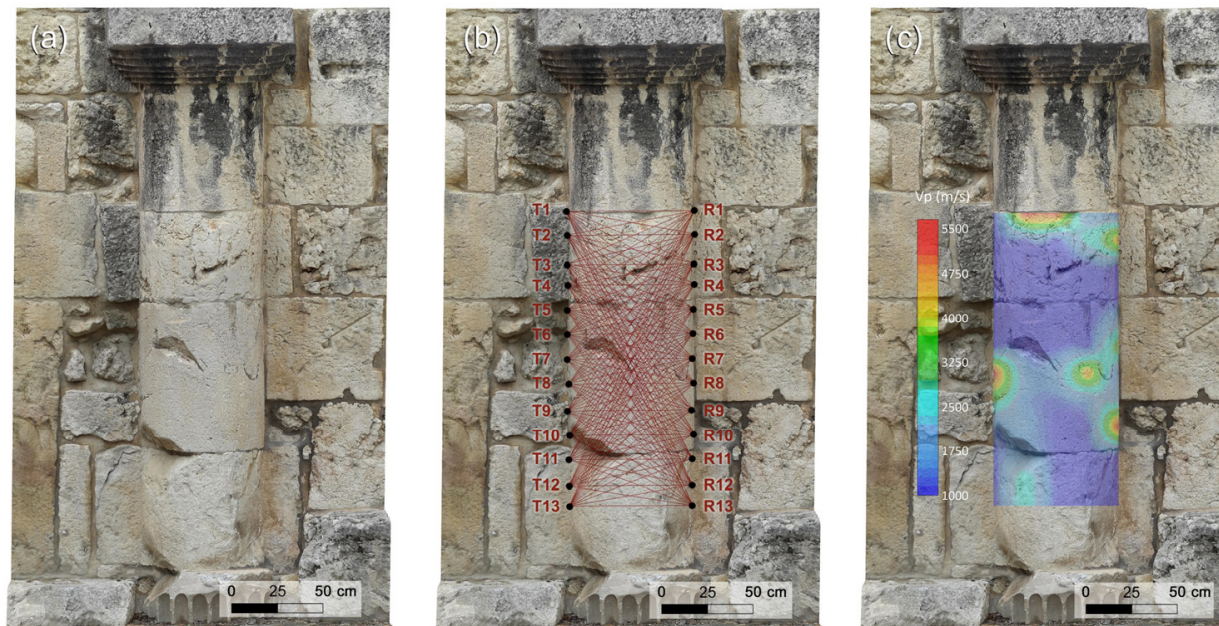 (a)
0 25 50 cm
(b)
T1 R1
T2 R2
T3 R3
T4 R4
T5 R5
T6 R6
T7 R7
T8 R8
T9 R9
T10 R10
T11 R11
T12 R12
T13 R13
0 25 50 cm
(c)
Vp (m/s)
5500
4750
4000
3250
2500
1750
1000
0 25 50 cm